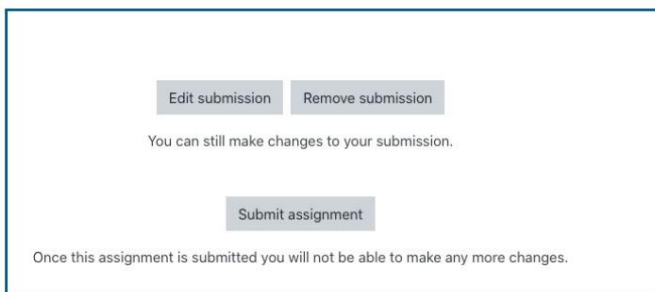 Edit submission Remove submission
You can still make changes to your submission.
Submit assignment
Once this assignment is submitted you will not be able to make any more changes.